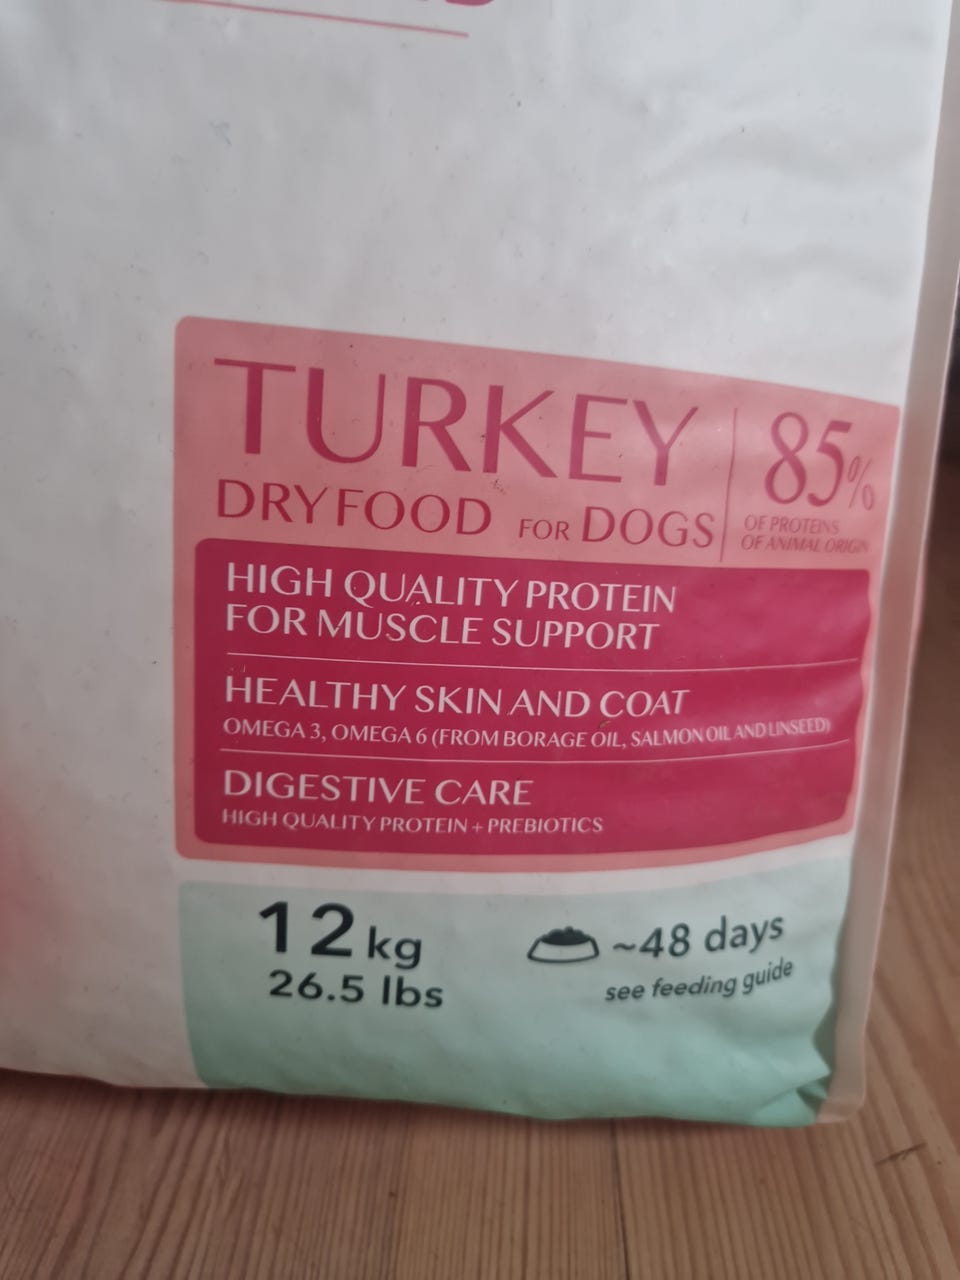 TURKEY
DRY FOOD FOR DOGS
85%
OF PROTEINS
OF ANIMAL ORIGIN
HIGH QUALITY PROTEIN
FOR MUSCLE SUPPORT
HEALTHY SKIN AND COAT
OMEGA 3, OMEGA 6 (FROM BORAGE OIL, SALMON OIL AND LINSEED)
DIGESTIVE CARE
HIGH QUALITY PROTEIN + PREBIOTICS
12 kg
26.5 lbs
~48 days
see feeding guide